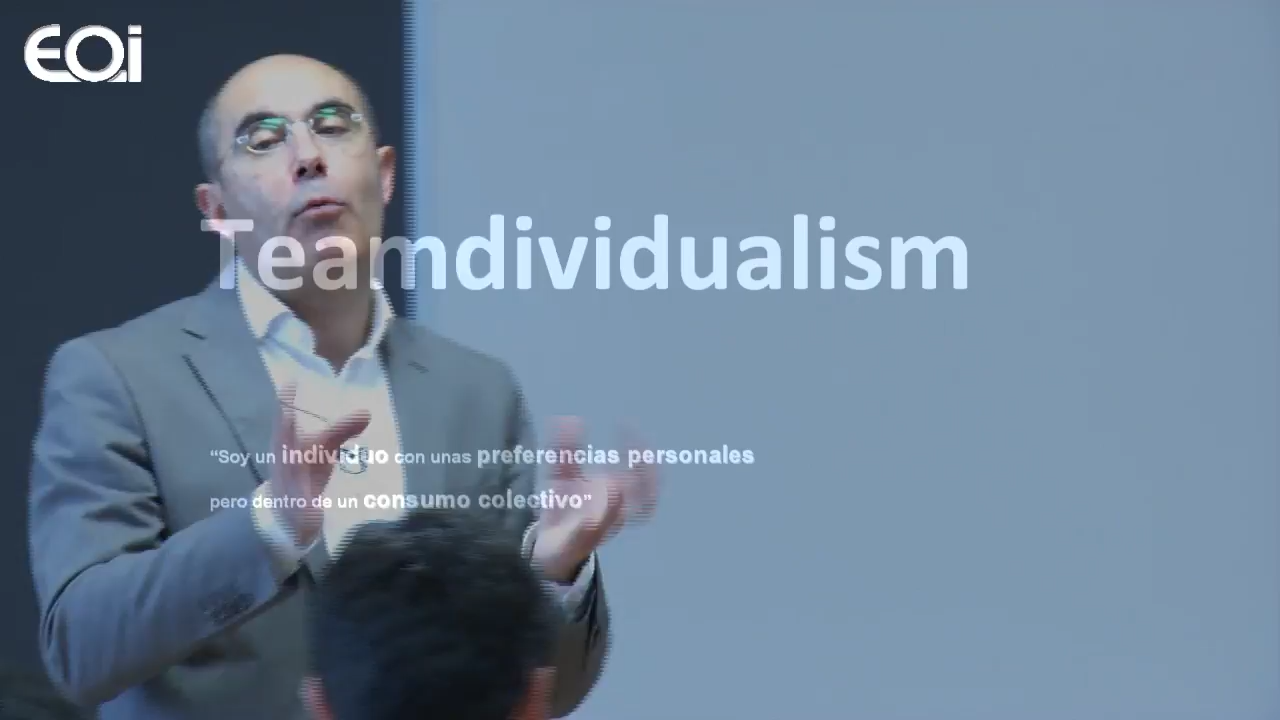 EOi
Teamdividualism
“Soy un individuo con unas preferencias personales
pero dentro de un consumo colectivo”